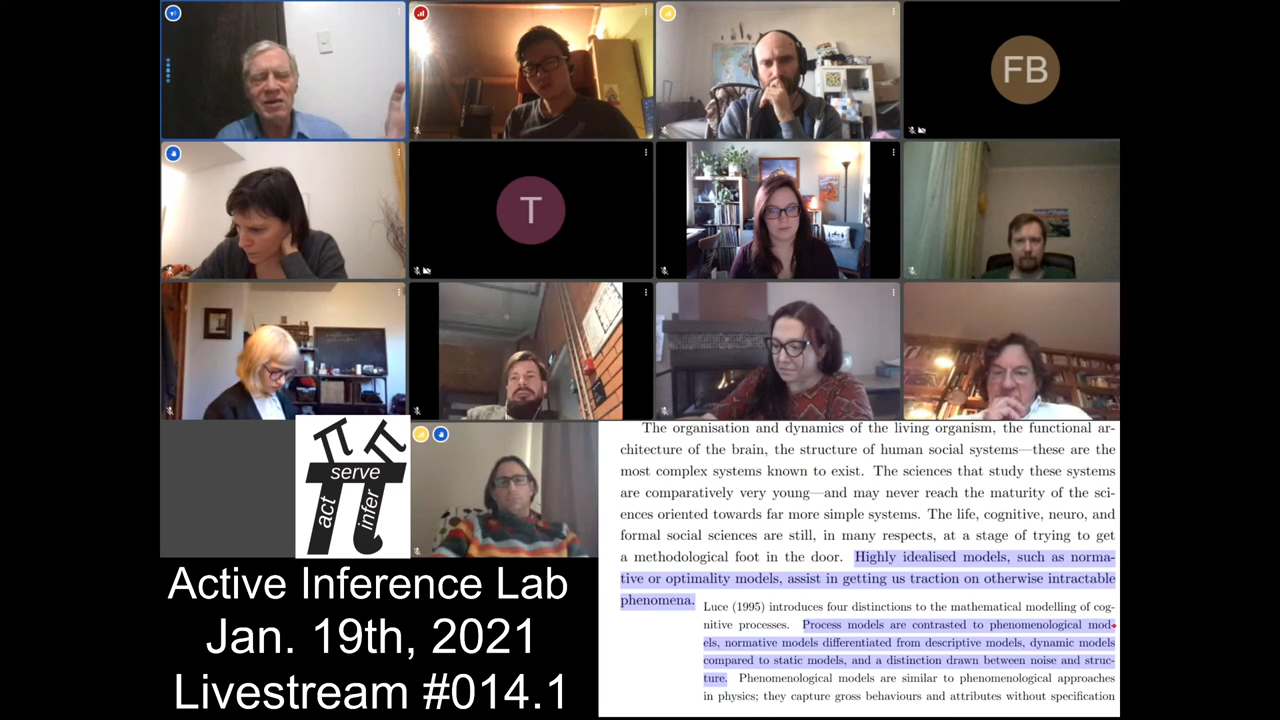 FB
T
serve
act
infer
Active Inference Lab
Jan. 19th, 2021
Livestream #014.1
The organisation and dynamics of the living organism, the functional ar-
chitecture of the brain, the structure of human social systems—these are the
most complex systems known to exist. The sciences that study these systems
are comparatively very young—and may never reach the maturity of the sci-
ences oriented towards far more simple systems. The life, cognitive, neuro, and
formal social sciences are still, in many respects, at a stage of trying to get
a methodological foot in the door. Highly idealised models, such as norma-
tive or optimality models, assist in getting us traction on otherwise intractable
phenomena.
Luce (1995) introduces four distinctions to the mathematical modelling of cog-
nitive processes. Process models are contrasted to phenomenological mod-
els, normative models differentiated from descriptive models, dynamic models
compared to static models, and a distinction drawn between noise and struc-
ture. Phenomenological models are similar to phenomenological approaches
in physics; they capture gross behaviours and attributes without specification